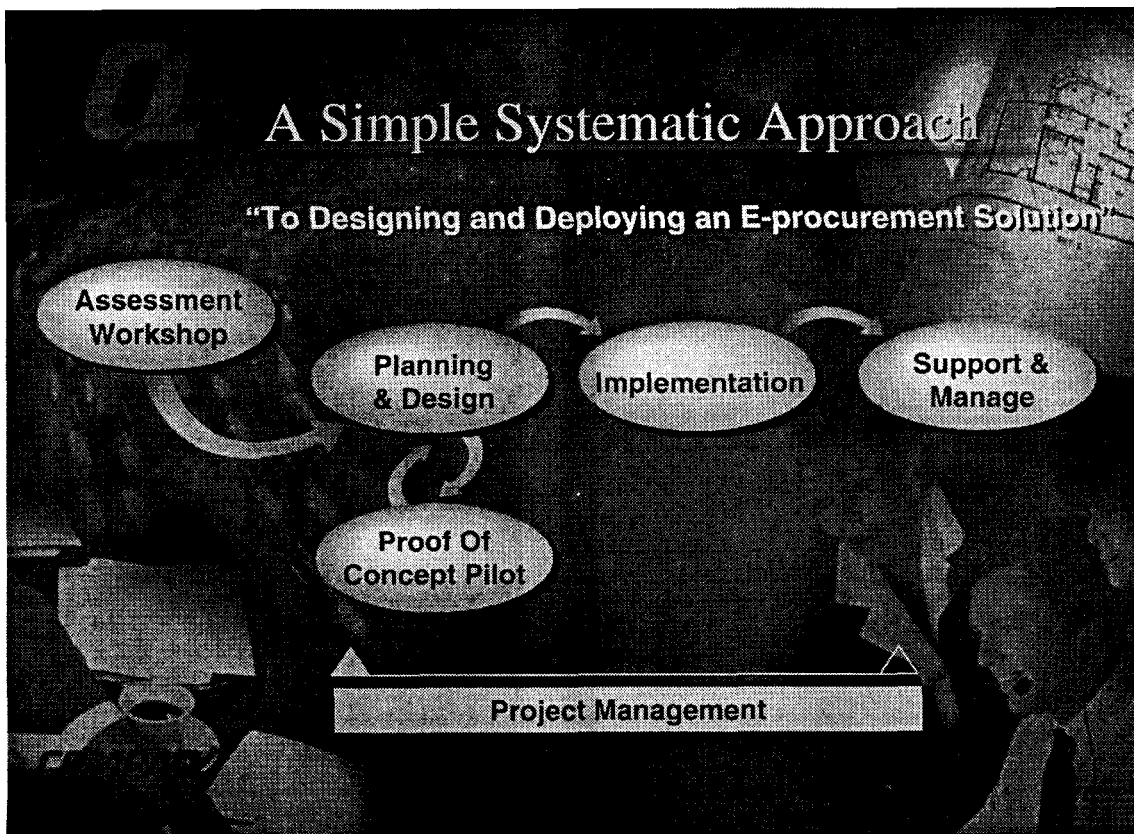 A Simple Systematic Approach
“To Designing and Deploying an E-procurement Solution”
Assessment
Workshop
Planning
& Design
Implementation
Support &
Manage
Proof Of
Concept Pilot
Project Management